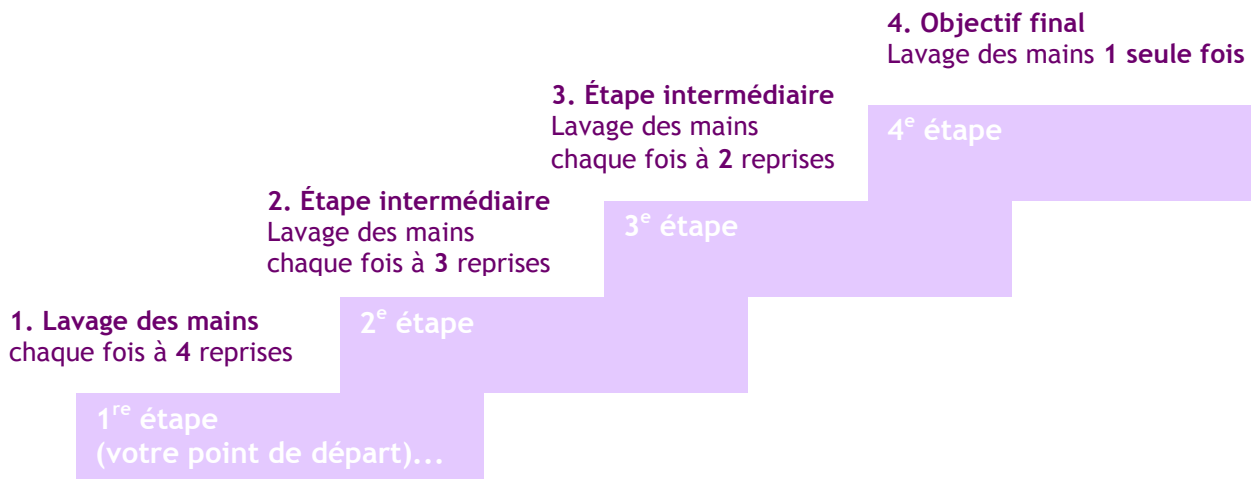 4. Objectif final
Lavage des mains 1 seule fois
3. Étape intermédiaire
Lavage des mains
chaque fois à 2 reprises
4e étape
2. Étape intermédiaire
Lavage des mains
chaque fois à 3 reprises
3e étape
1. Lavage des mains
chaque fois à 4 reprises
2e étape
1re étape
(votre point de départ)...